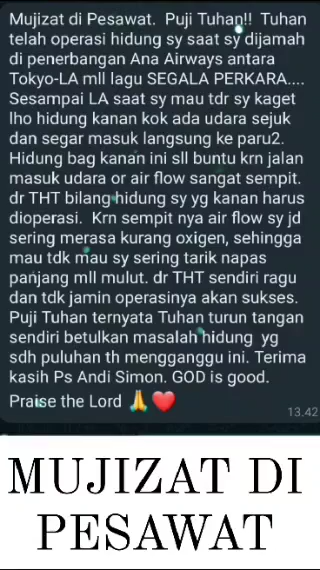 Mujizat di Pesawat.  Puji Tuhan!!  Tuhan
telah operasi hidung sy saat sy dijamah
di penerbangan Ana Airways antara
Tokyo-LA mll lagu SEGALA PERKARA....
Sesampai LA saat sy mau tdr sy kaget
lho hidung kanan kok ada udara sejuk
dan segar masuk langsung ke paru2.
Hidung bag kanan ini sll buntu krn jalan
masuk udara or air flow sangat sempit.
dr THT bilang hidung sy yg kanan harus
dioperasi.  Krn sempit nya air flow sy jd
sering merasa kurang oxigen, sehingga
mau tdk mau sy sering tarik napas
panjang mll mulut. dr THT sendiri ragu
dan tdk jamin operasinya akan sukses.
Puji Tuhan ternyata Tuhan turun tangan
sendiri betulkan masalah hidung  yg
sdh puluhan th mengganggu ini. Terima
kasih Ps Andi Simon. GOD is good.
Praise the Lord 🙏❤️
13.42
MUJIZAT DI
PESAWAT